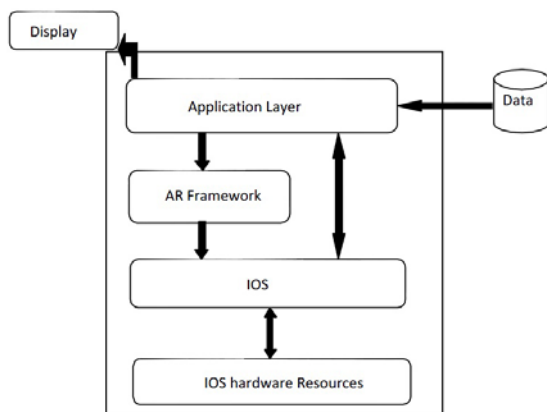 Display
Application Layer
Data
AR Framework
IOS
IOS hardware Resources